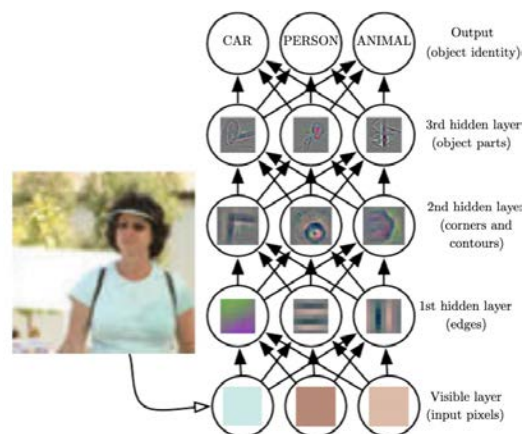 CAR PERSON ANIMAL
Output
(object identity)
3rd hidden layer
(object parts)
2nd hidden layer
(corners and
contours)
1st hidden layer
(edges)
Visible layer
(input pixels)